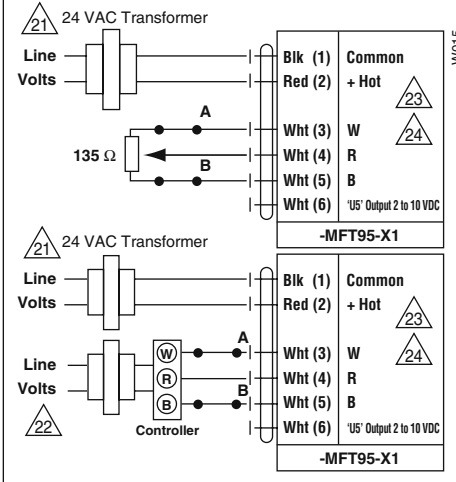 21 24 VAC Transformer
Line
Volts
Blk (1) Common
Red (2) + Hot
23
A
Wht (3) W
24
135 Ω
Wht (4) R
B
Wht (5) B
Wht (6) 'U5' Output 2 to 10 VDC
-MFT95-X1
21 24 VAC Transformer
Line
Volts
Blk (1) Common
Red (2) + Hot
23
A
W
Wht (3) W
24
Line
Volts
R
Wht (4) R
B
B
Wht (5) B
22
Controller
Wht (6) 'U5' Output 2 to 10 VDC
-MFT95-X1